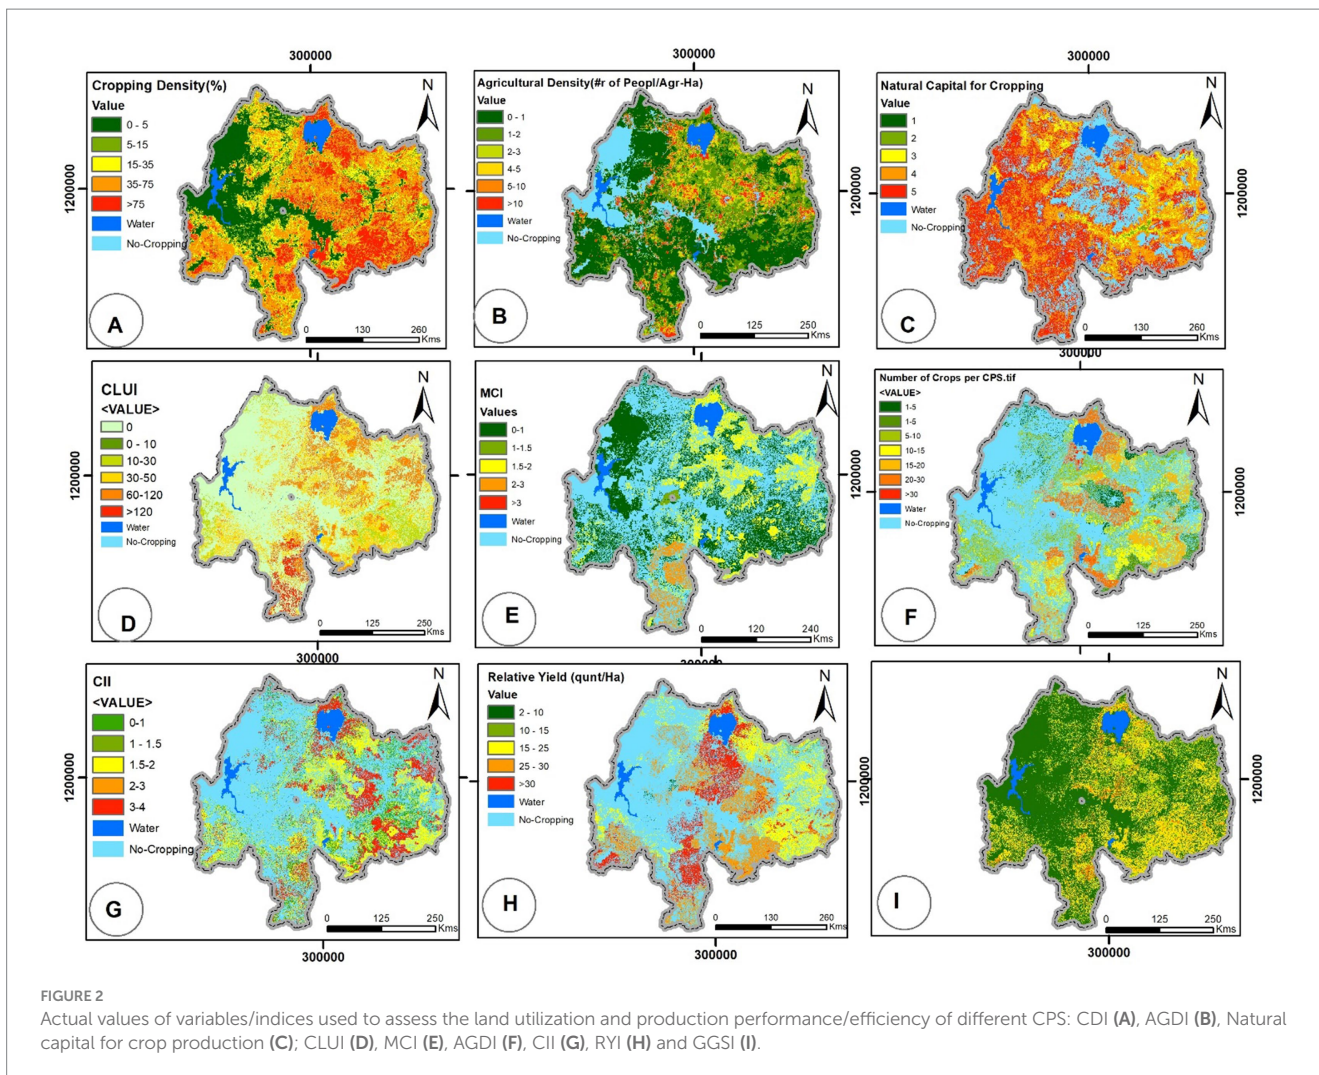 300000
300000
300000
Cropping Density(%)
Value
0 - 5
5-15
15-35
35-75
>75
Water
No-Cropping
N
1200000
A
0 130 260
Kms
Agricultural Density(#r of Peopl/Agr-Ha)
Value
0 - 1
1-2
2-3
4-5
5-10
>10
Water
No-Cropping
N
1200000
B
0 125 250
Kms
Natural Capital for Cropping
Value
1
2
3
4
5
Water
No-Cropping
N
1200000
C
0 130 260
Kms
300000
CLUI
<VALUE>
0
0 - 10
10-30
30-50
60-120
>120
Water
No-Cropping
N
1200000
D
0 125 250
Kms
300000
MCI
Values
0-1
1-1.5
1.5-2
2-3
>3
Water
No-Cropping
N
1200000
E
0 120 240
Kms
300000
Number of Crops per CPS.tif
<VALUE>
1-5
1-5
5-10
10-15
15-20
20-30
>30
Water
No-Cropping
N
1200000
F
0 125 250
Kms
CII
<VALUE>
0-1
1 - 1.5
1.5-2
2-3
3-4
Water
No-Cropping
N
1200000
G
0 125 250
Kms
300000
Relative Yield (qunt/Ha)
Value
2 - 10
10 - 15
15 - 25
25 - 30
>30
Water
No-Cropping
N
1200000
H
0 130 260
Kms
300000
N
1200000
I
0 125 250
Kms
300000
FIGURE 2
Actual values of variables/indices used to assess the land utilization and production performance/efficiency of different CPS: CDI (A), AGDI (B), Natural
capital for crop production (C); CLUI (D), MCI (E), AGDI (F), CII (G), RYI (H) and GGSI (I).